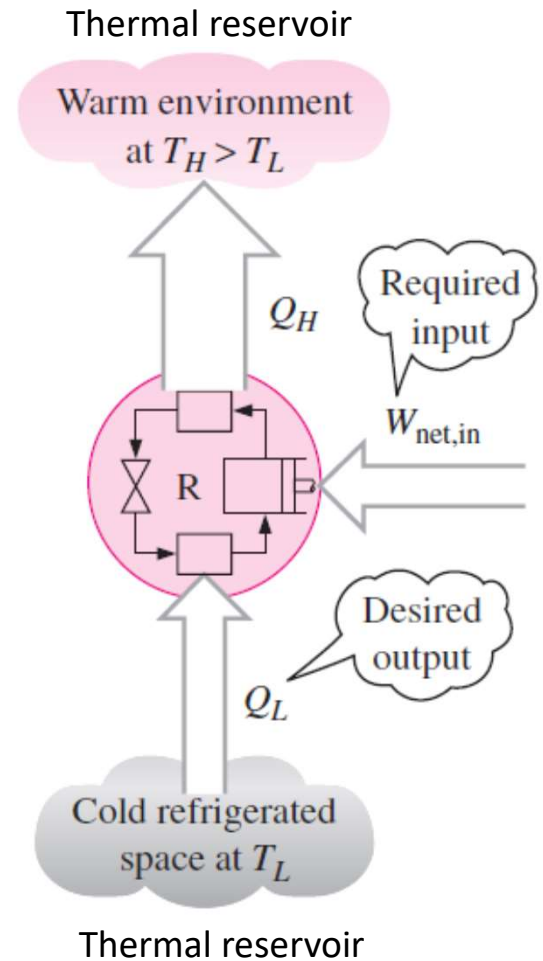 Thermal reservoir
Warm environment
at T_H > T_L
Q_H
Required
input
W_net,in
R
Desired
output
Q_L
Cold refrigerated
space at T_L
Thermal reservoir